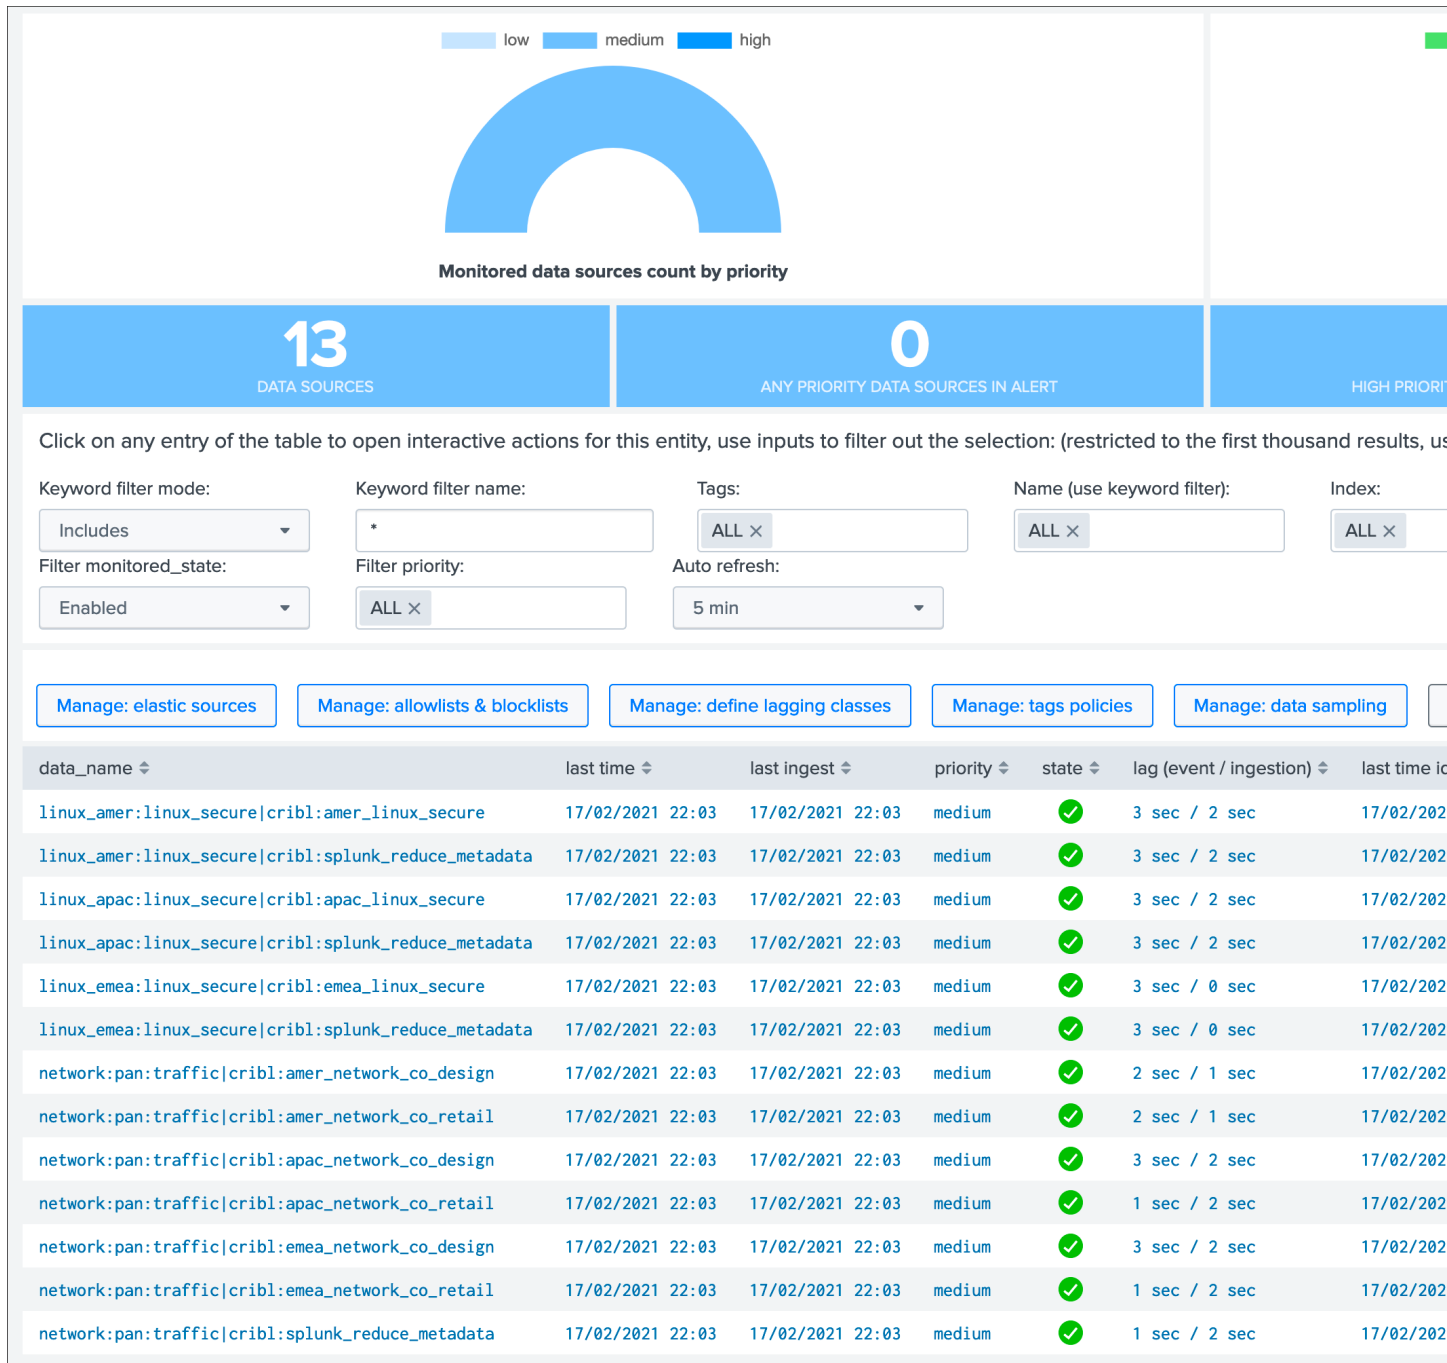 low medium high
Monitored data sources count by priority
13
DATA SOURCES
0
ANY PRIORITY DATA SOURCES IN ALERT
HIGH PRIORI
Click on any entry of the table to open interactive actions for this entity, use inputs to filter out the selection: (restricted to the first thousand results, us
Keyword filter mode: Keyword filter name: Tags: Name (use keyword filter): Index:
Includes * ALL × ALL × ALL ×
Filter monitored_state: Filter priority: Auto refresh:
Enabled ALL × 5 min
Manage: elastic sources Manage: allowlists & blocklists Manage: define lagging classes Manage: tags policies Manage: data sampling
data_name last time last ingest priority state lag (event / ingestion) last time id
linux_amer:linux_secure|cribl:amer_linux_secure 17/02/2021 22:03 17/02/2021 22:03 medium 3 sec / 2 sec 17/02/202
linux_amer:linux_secure|cribl:splunk_reduce_metadata 17/02/2021 22:03 17/02/2021 22:03 medium 3 sec / 2 sec 17/02/202
linux_apac:linux_secure|cribl:apac_linux_secure 17/02/2021 22:03 17/02/2021 22:03 medium 3 sec / 2 sec 17/02/202
linux_apac:linux_secure|cribl:splunk_reduce_metadata 17/02/2021 22:03 17/02/2021 22:03 medium 3 sec / 2 sec 17/02/202
linux_emea:linux_secure|cribl:emea_linux_secure 17/02/2021 22:03 17/02/2021 22:03 medium 3 sec / 0 sec 17/02/202
linux_emea:linux_secure|cribl:splunk_reduce_metadata 17/02/2021 22:03 17/02/2021 22:03 medium 3 sec / 0 sec 17/02/202
network:pan:traffic|cribl:amer_network_co_design 17/02/2021 22:03 17/02/2021 22:03 medium 2 sec / 1 sec 17/02/202
network:pan:traffic|cribl:amer_network_co_retail 17/02/2021 22:03 17/02/2021 22:03 medium 2 sec / 1 sec 17/02/202
network:pan:traffic|cribl:apac_network_co_design 17/02/2021 22:03 17/02/2021 22:03 medium 3 sec / 2 sec 17/02/202
network:pan:traffic|cribl:apac_network_co_retail 17/02/2021 22:03 17/02/2021 22:03 medium 1 sec / 2 sec 17/02/202
network:pan:traffic|cribl:emea_network_co_design 17/02/2021 22:03 17/02/2021 22:03 medium 3 sec / 2 sec 17/02/202
network:pan:traffic|cribl:emea_network_co_retail 17/02/2021 22:03 17/02/2021 22:03 medium 1 sec / 2 sec 17/02/202
network:pan:traffic|cribl:splunk_reduce_metadata 17/02/2021 22:03 17/02/2021 22:03 medium 1 sec / 2 sec 17/02/202